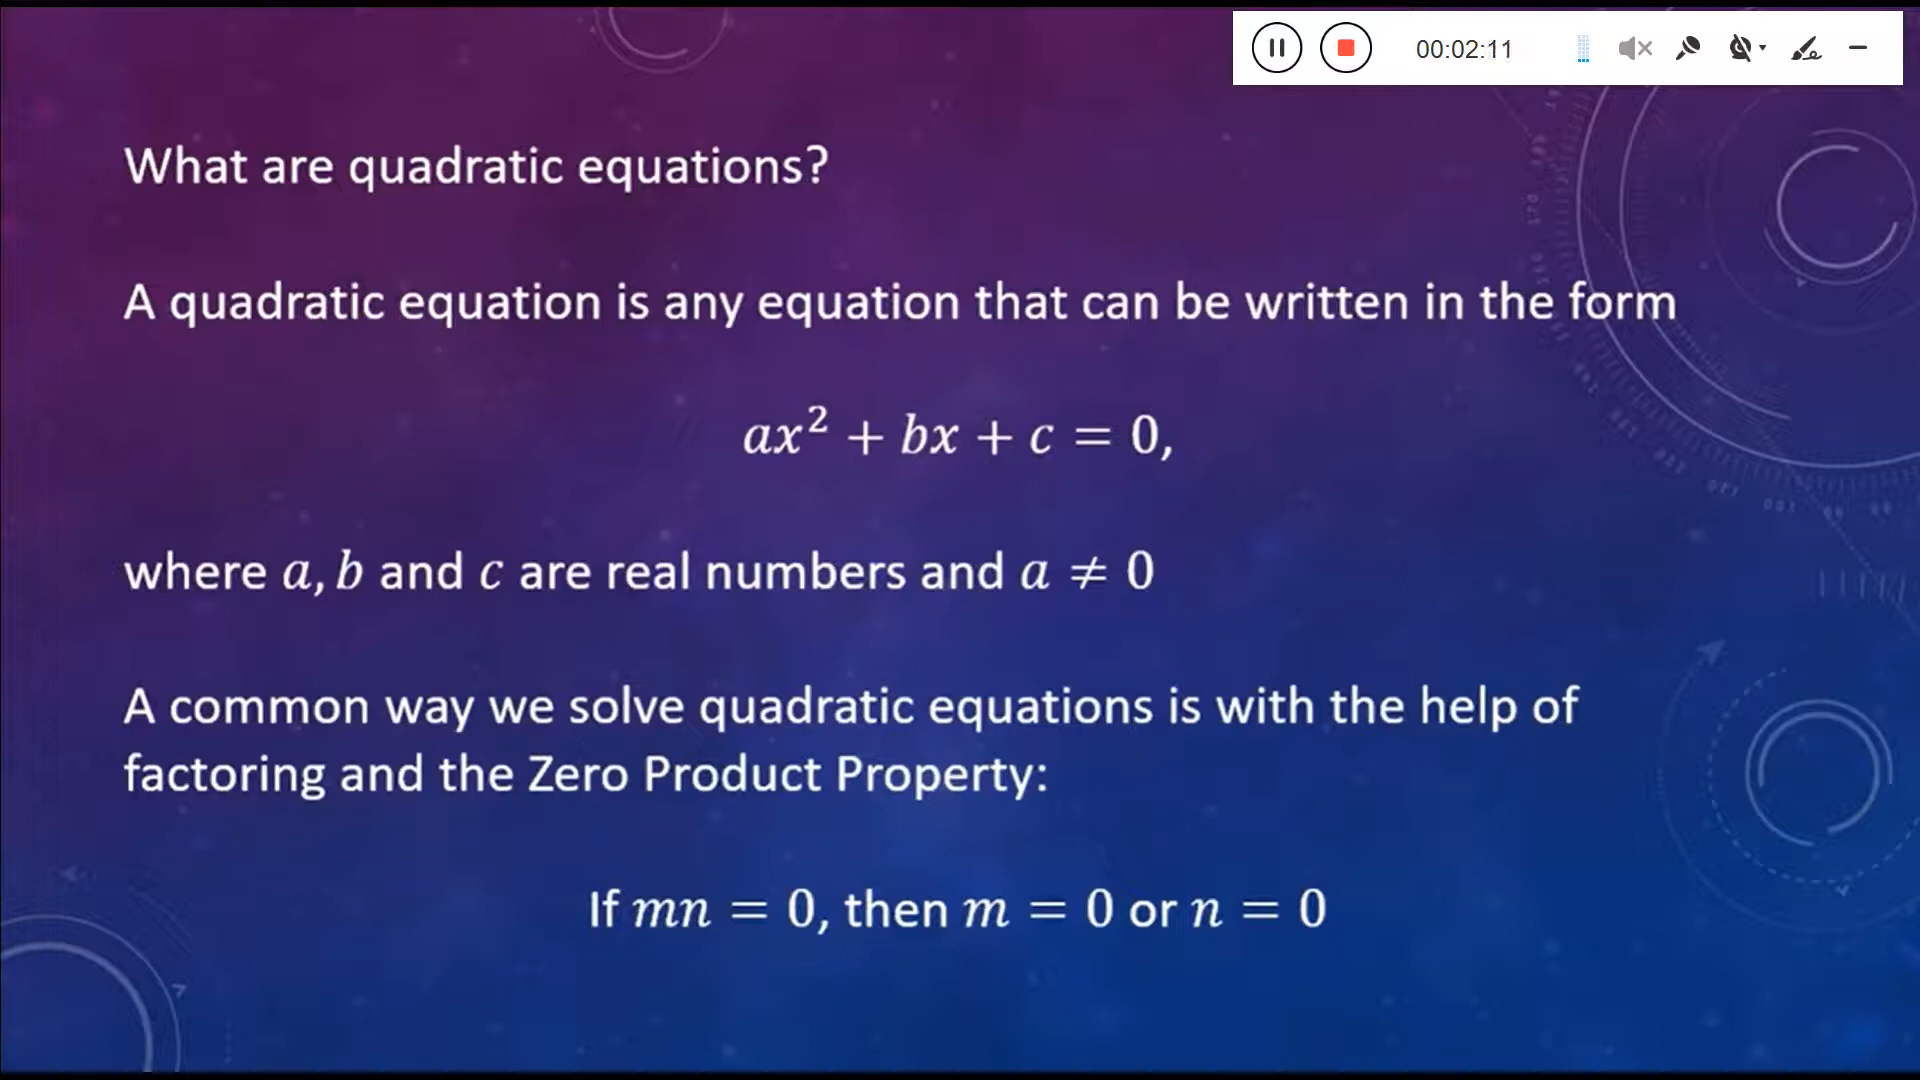 00:02:11
What are quadratic equations?
A quadratic equation is any equation that can be written in the form
ax² + bx + c = 0,
where a, b and c are real numbers and a ≠ 0
A common way we solve quadratic equations is with the help of
factoring and the Zero Product Property:
If mn = 0, then m = 0 or n = 0